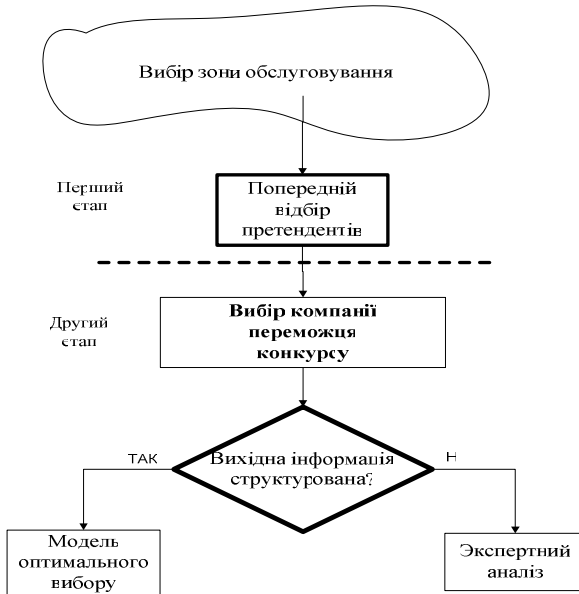 Вибір зони обслуговування
Перший
етап
Попередній
відбір
претендентів
Другий
етап
Вибір компанії
переможця
конкурсу
ТАК
Вихідна інформація
структурована?
Н
Модель
оптимального
вибору
Экспертний
аналіз